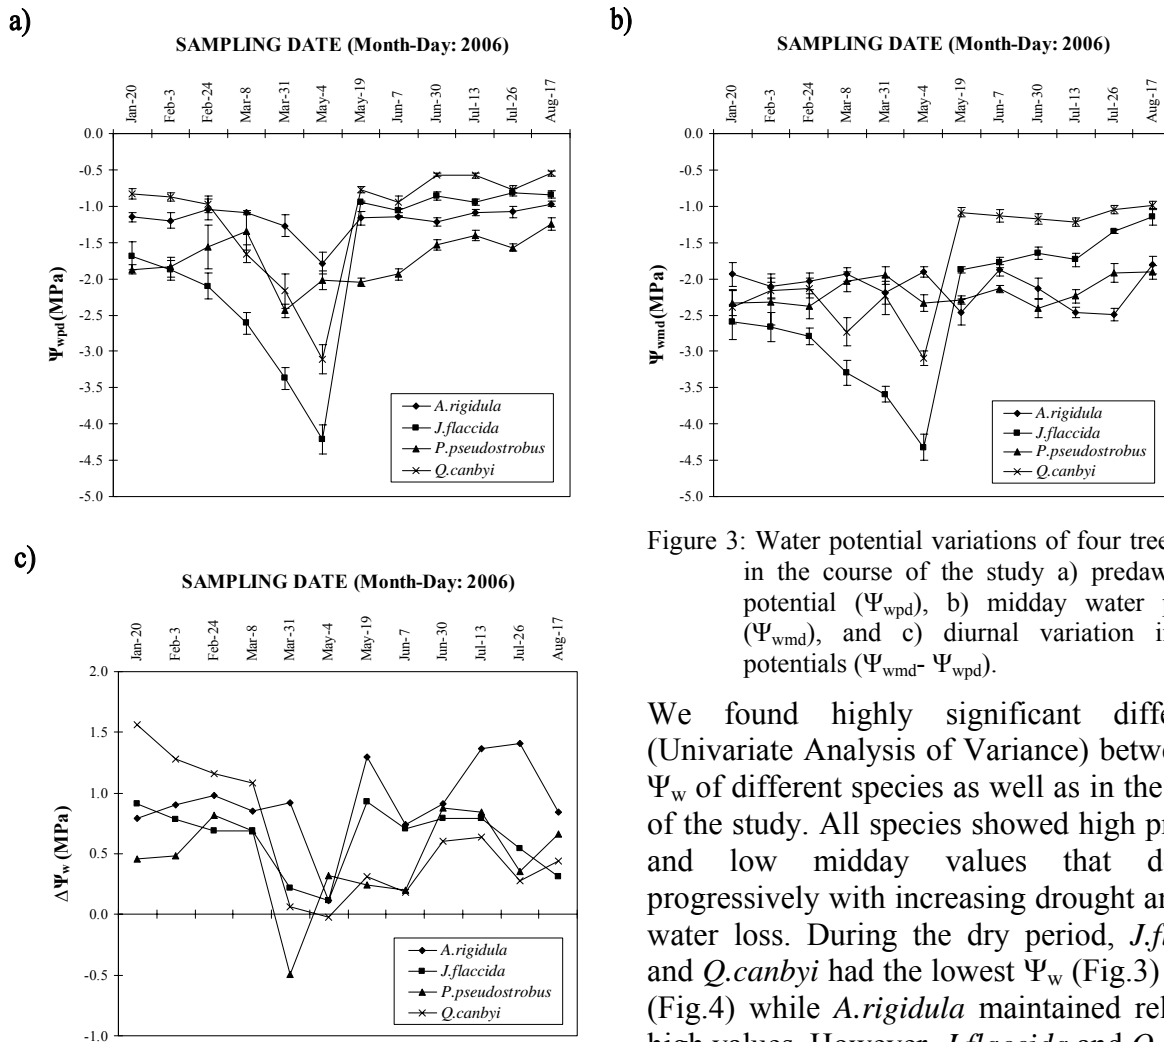 a)
SAMPLING DATE (Month-Day: 2006)
Jan-20 Feb-3 Feb-24 Mar-8 Mar-31 May-4 May-19 Jun-7 Jun-30 Jul-13 Jul-26 Aug-17
0.0
-0.5
-1.0
-1.5
-2.0
-2.5
-3.0
-3.5
-4.0
-4.5
-5.0
Ψwpd(MPa)
A.rigidula
J.flaccida
P.pseudostrobus
Q.canbyi
b)
SAMPLING DATE (Month-Day: 2006)
Jan-20 Feb-3 Feb-24 Mar-8 Mar-31 May-4 May-19 Jun-7 Jun-30 Jul-13 Jul-26 Aug-17
0.0
-0.5
-1.0
-1.5
-2.0
-2.5
-3.0
-3.5
-4.0
-4.5
-5.0
Ψwmd(MPa)
A.rigidula
J.flaccida
P.pseudostrobus
Q.canbyi
c)
SAMPLING DATE (Month-Day: 2006)
Jan-20 Feb-3 Feb-24 Mar-8 Mar-31 May-4 May-19 Jun-7 Jun-30 Jul-13 Jul-26 Aug-17
2.0
1.5
1.0
0.5
0.0
-0.5
-1.0
ΔΨw (MPa)
A.rigidula
J.flaccida
P.pseudostrobus
Q.canbyi
Figure 3: Water potential variations of four tree
in the course of the study a) predaw
potential (Ψwpd), b) midday water
(Ψwmd), and c) diurnal variation i
potentials (Ψwmd- Ψwpd).
We found highly significant diffe
(Univariate Analysis of Variance) betw
Ψw of different species as well as in the
of the study. All species showed high p
and low midday values that d
progressively with increasing drought a
water loss. During the dry period, J.fl
and Q.canbyi had the lowest Ψw (Fig.3)
(Fig.4) while A.rigidula maintained rel
high values. However, J.flaccida and Q